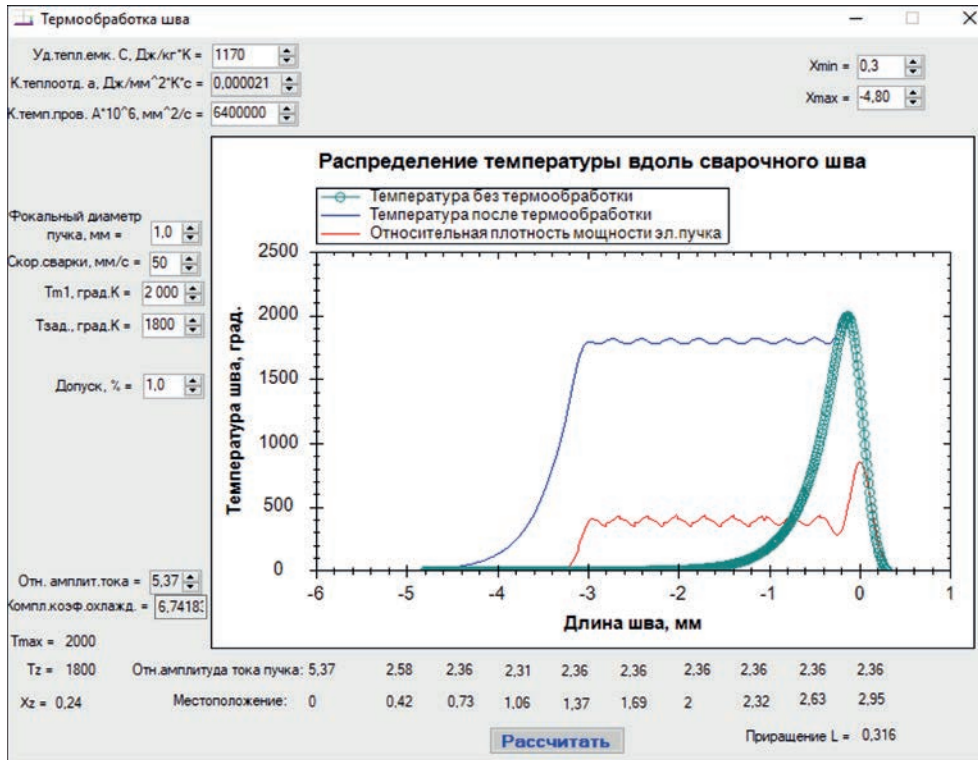 Термообработка шва
Уд.тепл.емк. С, Дж/кг*К = 1170
К.теплоотд. а, Дж/мм^2*К*с = 0,000021
К.темп.пров. А*10^6, мм^2/с = 6400000
Xmin = 0,3
Xmax = -4,80
Фокальный диаметр
пучка, мм = 1,0
Скор.сварки, мм/с = 50
Tm1, град.К = 2 000
Тзад., град.К = 1800
Допуск, % = 1,0
Распределение температуры вдоль сварочного шва
Температура без термообработки
Температура после термообработки
Относительная плотность мощности эл.пучка
Температура шва, град.
2500
2000
1500
1000
500
0
-6 -5 -4 -3 -2 -1 0 1
Длина шва, мм
Отн. амплит.тока = 5,37
Компл.коэф.охлажд. = 6,7418
Tmax = 2000
Tz = 1800 Отн.амплитуда тока пучка: 5,37 2,58 2,36 2,31 2,36 2,36 2,36 2,36 2,36 2,36
Xz = 0,24 Местоположение: 0 0,42 0,73 1,06 1,37 1,69 2 2,32 2,63 2,95
Рассчитать
Приращение L = 0,316